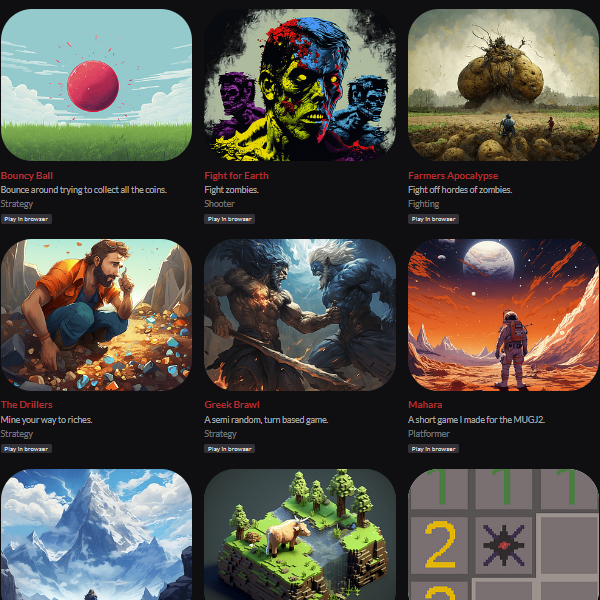 Bouncy Ball
Bounce around trying to collect all the coins.
Strategy
Play in browser
Fight for Earth
Fight zombies.
Shooter
Play in browser
Farmers Apocalypse
Fight off hordes of zombies.
Fighting
Play in browser
The Drillers
Mine your way to riches.
Strategy
Play in browser
Greek Brawl
A semi random, turn based game.
Strategy
Play in browser
Mahara
A short game I made for the MUGJ2.
Platformer
Play in browser
1 1 1
2
2